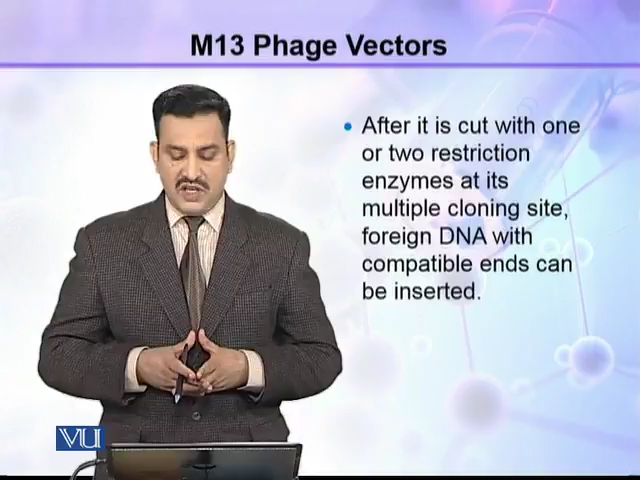 M13 Phage Vectors
• After it is cut with one
or two restriction
enzymes at its
multiple cloning site,
foreign DNA with
compatible ends can
be inserted.
VU